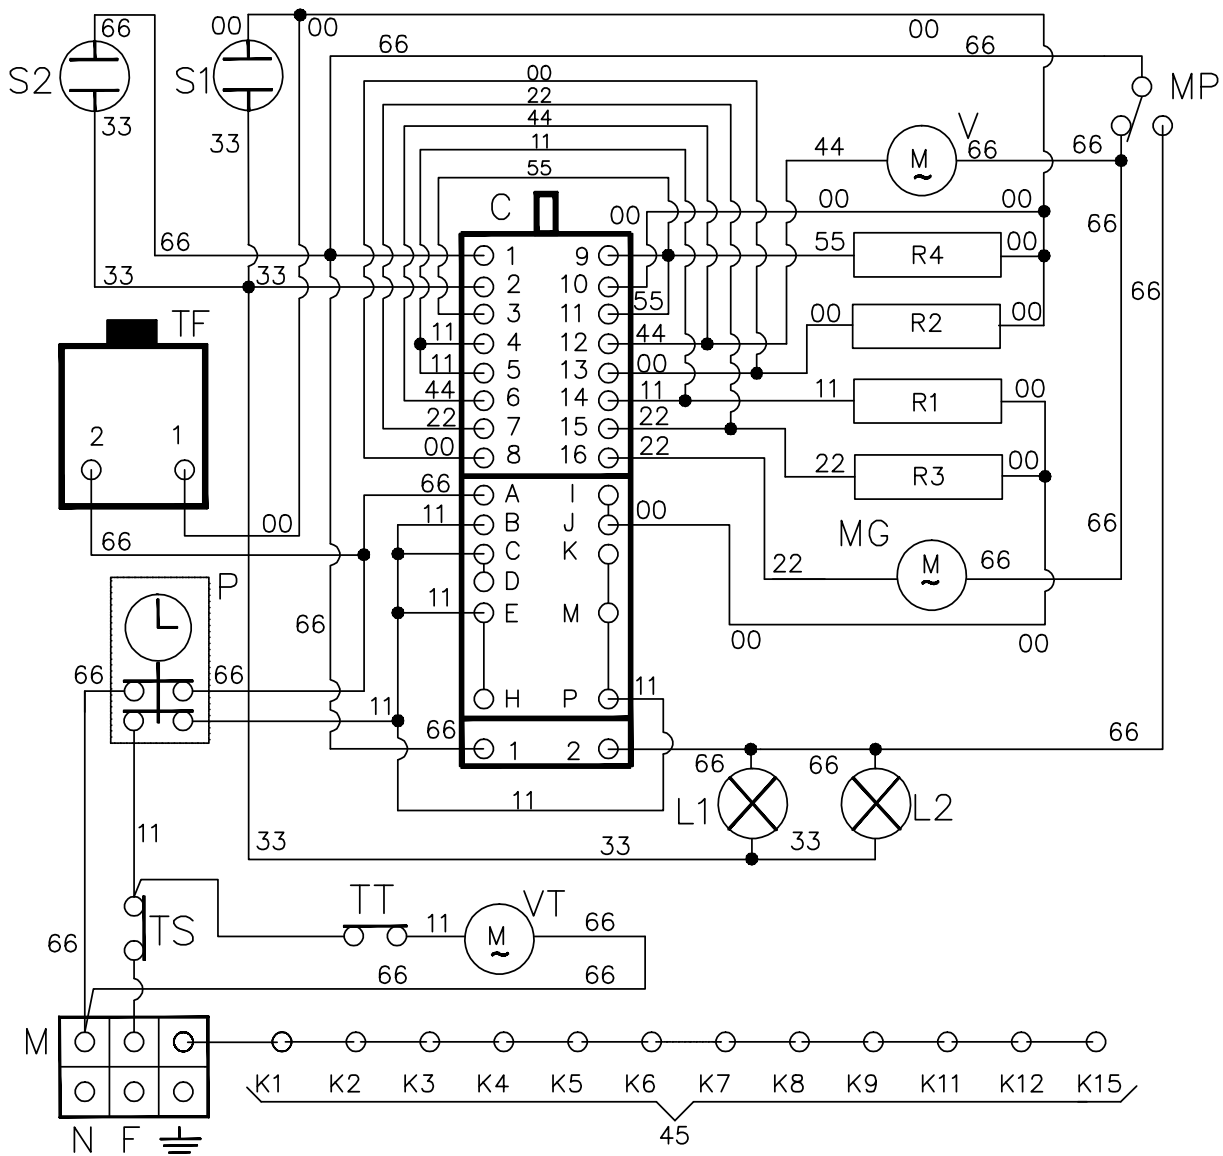 66 00 00 00
66 66
S2 S1 MP
00
22
33 44
33 11 44 V 66 66
55
C 00 00 00 66
66 1 9 55 R4 00
33 33 2 10 66
3 11 55 00 R2 00
TF 11 4 12 44
11 5 13 00
44 6 14 11 11 R1 00
2 1 22 7 15 22
00 8 16 22 22 R3 00
66 A I
00 11 B J 00 66
66 C K MG
D 22 M 66
P 11 E M
66 00 00
66 66 11 H P 11
66 1 2 66 66 66
11 L1 L2
11 33 33 33
TT VT
TS 11 M 66
66 66 66
M
K1 K2 K3 K4 K5 K6 K7 K8 K9 K11 K12 K15
N F 45